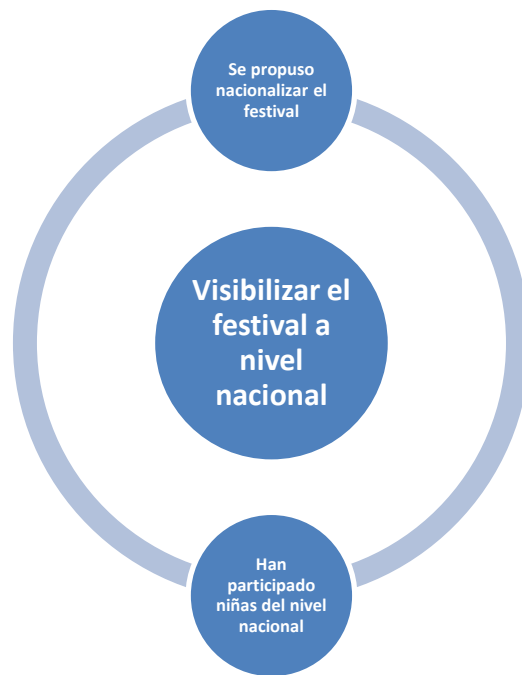 Se propuso
nacionalizar el
festival
Visibilizar el
festival a
nivel
nacional
Han
participado
niñas del nivel
nacional